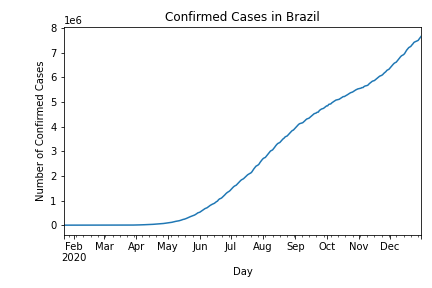 Confirmed Cases in Brazil
1e6
8
7
6
5
4
3
2
1
0
Number of Confirmed Cases
Feb Mar Apr May Jun Jul Aug Sep Oct Nov Dec
2020
Day